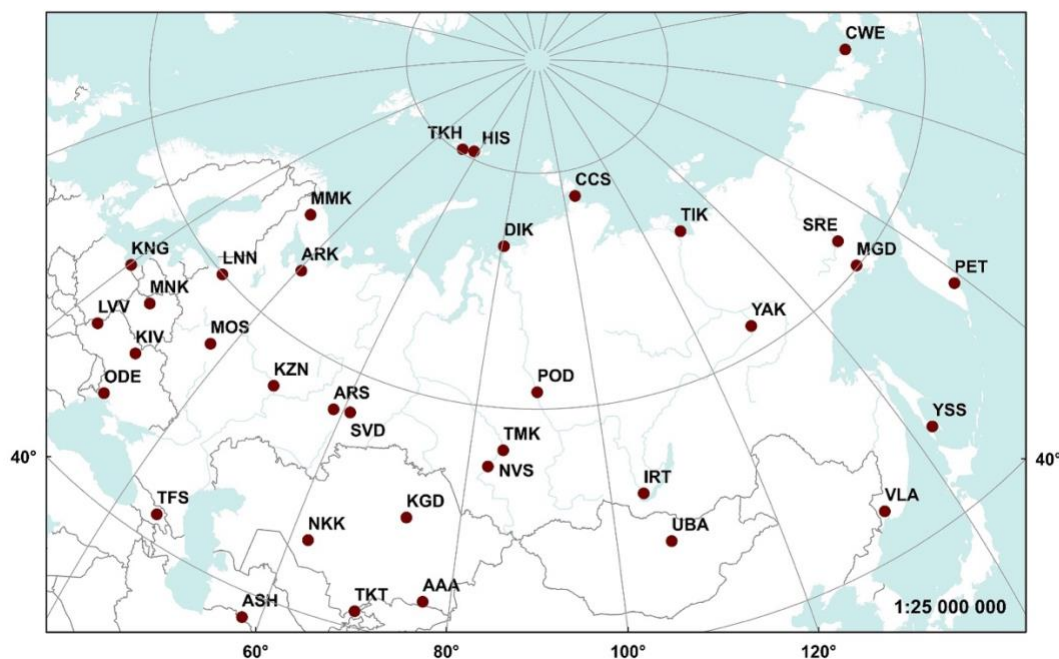 CWE
TKH
HIS
CCS
MMK
TIK
DIK
SRE
KNG
LNN
ARK
MGD
MNK
PET
LVV
YAK
MOS
KIV
ODE
KZN
POD
ARS
YSS
SVD
TMK
40°
40°
NVS
IRT
VLA
KGD
TFS
NKK
UBA
AAA
ASH
TKT
1:25 000 000
60°
80°
100°
120°